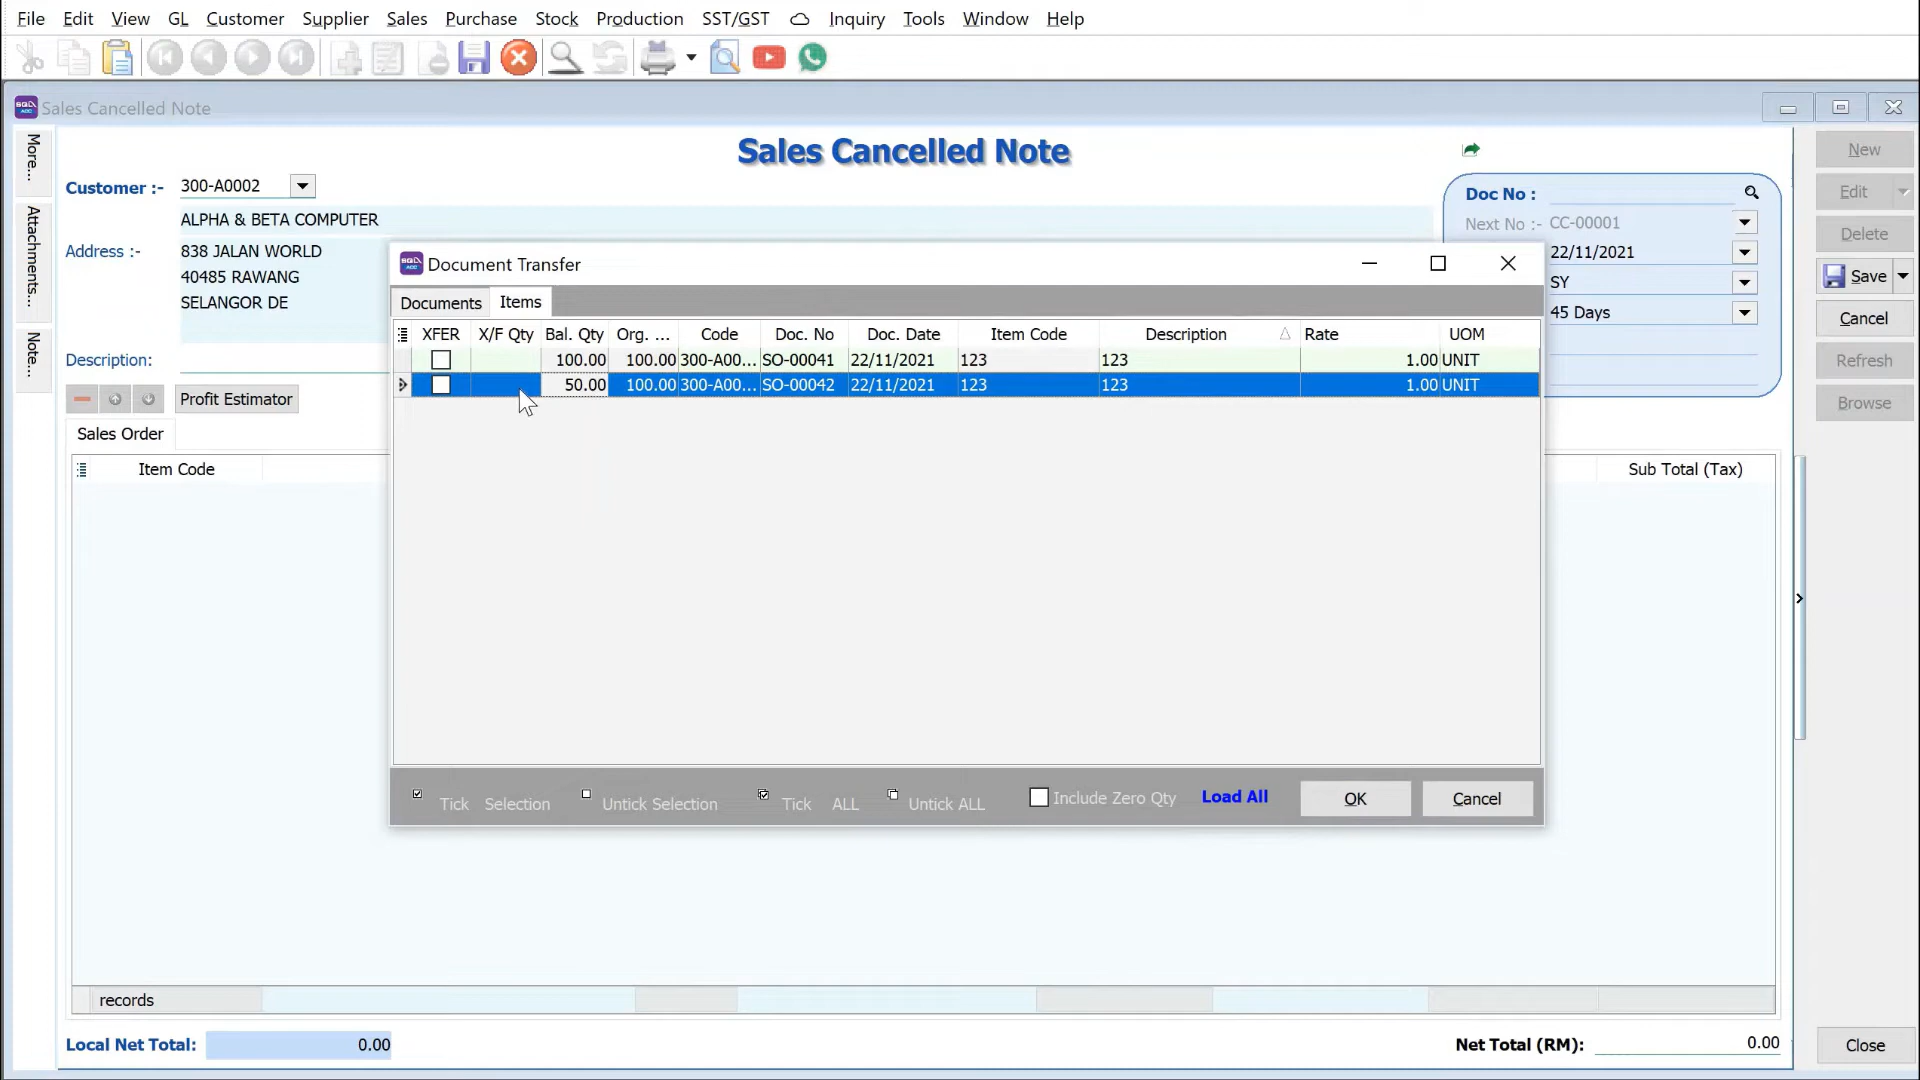 File Edit View GL Customer Supplier Sales Purchase Stock Production SST/GST Inquiry Tools Window Help
Sales Cancelled Note
More...
Attachments...
Note...
Sales Cancelled Note
Customer :- 300-A0002
ALPHA & BETA COMPUTER
Address :- 838 JALAN WORLD
40485 RAWANG
SELANGOR DE
Description:
Profit Estimator
Sales Order
Item Code Sub Total (Tax)
records
Local Net Total: 0.00
Net Total (RM): 0.00
Doc No :
Next No :- CC-00001
22/11/2021
SY
45 Days
New
Edit
Delete
Save
Cancel
Refresh
Browse
Close
Document Transfer
Documents Items
XFER X/F Qty Bal. Qty Org. ... Code Doc. No Doc. Date Item Code Description Rate UOM
100.00 100.00 300-A00... SO-00041 22/11/2021 123 123 1.00 UNIT
50.00 100.00 300-A00... SO-00042 22/11/2021 123 123 1.00 UNIT
Tick Selection Untick Selection Tick ALL Untick ALL Include Zero Qty Load All OK Cancel